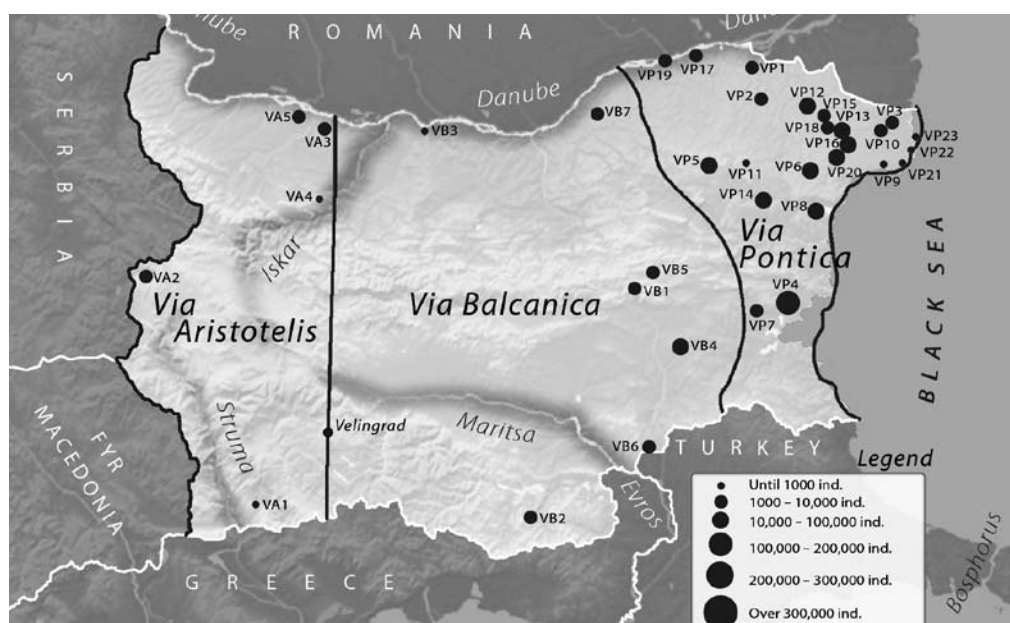 Danube
ROMANIA
Danube
SERBIA
VP19
VP17
VP1
Danube
VP2
VP12
VP15
VP3
VA5
VA3
VB3
VB7
VP18
VP13
VP10
VP23
VP16
VP22
VP5
VP11
VP6
VP20
VP9
VP21
VA4
VP14
VP8
Iskar
Via
Pontica
VA2
VB5
VB1
VP4
Via
Aristotelis
Via Balcanica
VP7
VB4
BLACK SEA
Struma
Velingrad
Maritsa
VB6
TURKEY
FYR
MACEDONIA
VA1
VB2
Evros
GREECE
Bosphorus
Legend
Until 1000 ind.
1000 – 10,000 ind.
10,000 – 100,000 ind.
100,000 – 200,000 ind.
200,000 – 300,000 ind.
Over 300,000 ind.